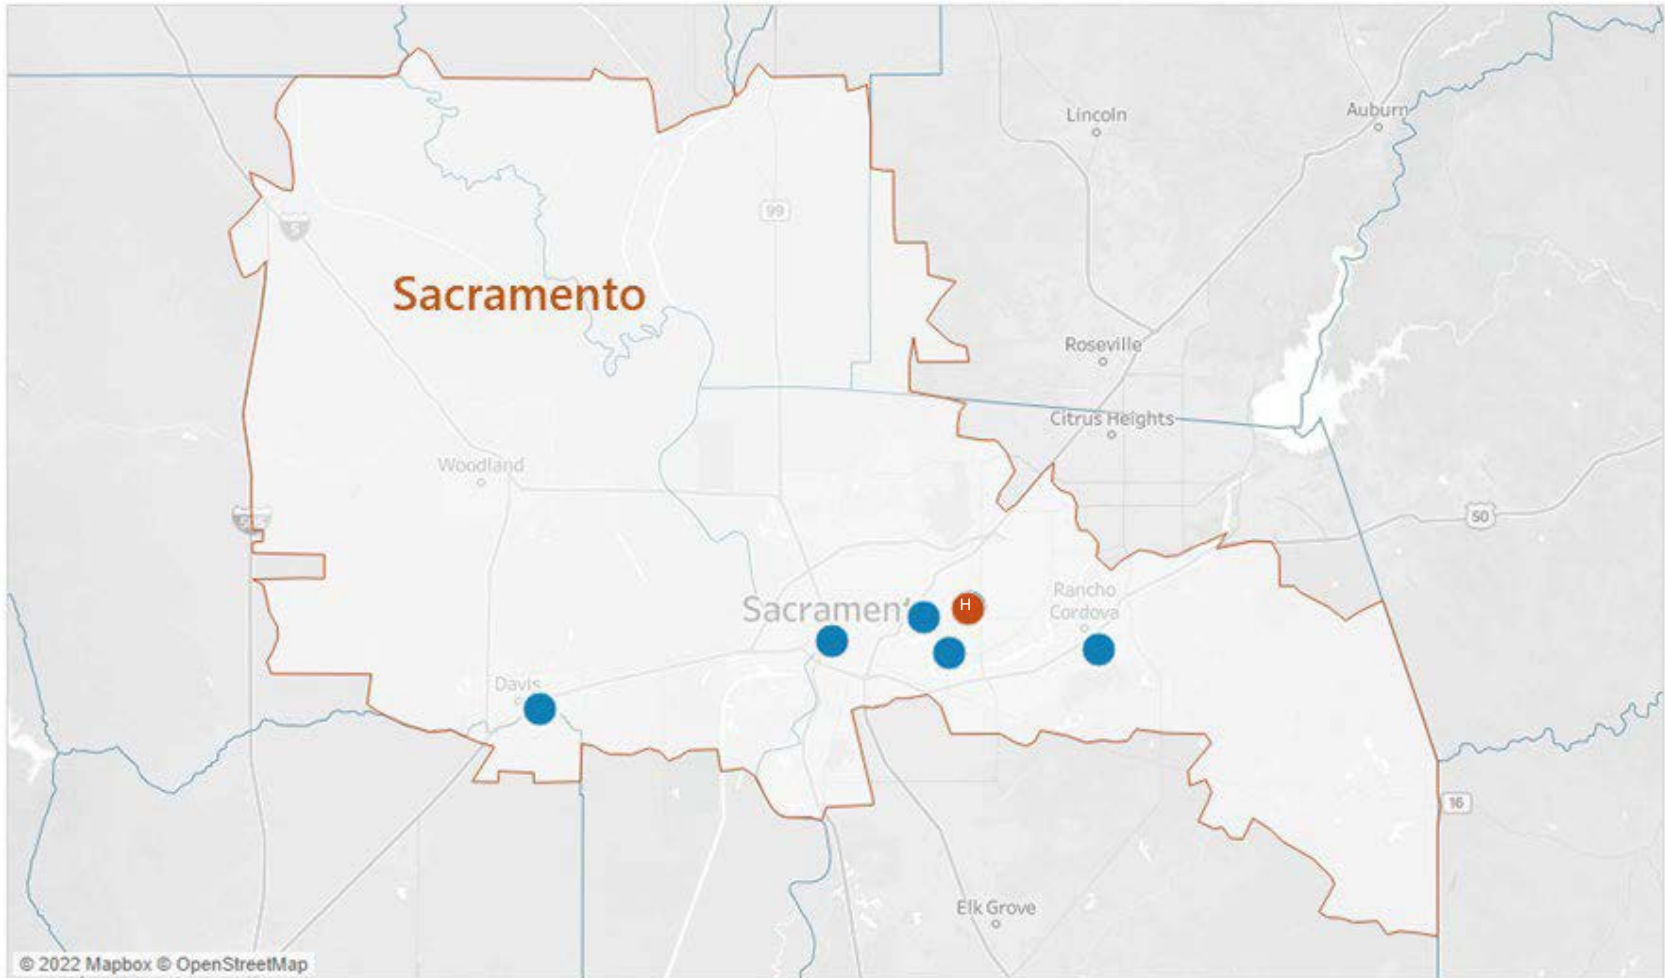 Lincoln
Auburn
99
5
Sacramento
Roseville
Citrus Heights
Woodland
50
Rancho
Cordova
Sacramen
H
Davis
16
Elk Grove
© 2022 Mapbox © OpenStreetMap